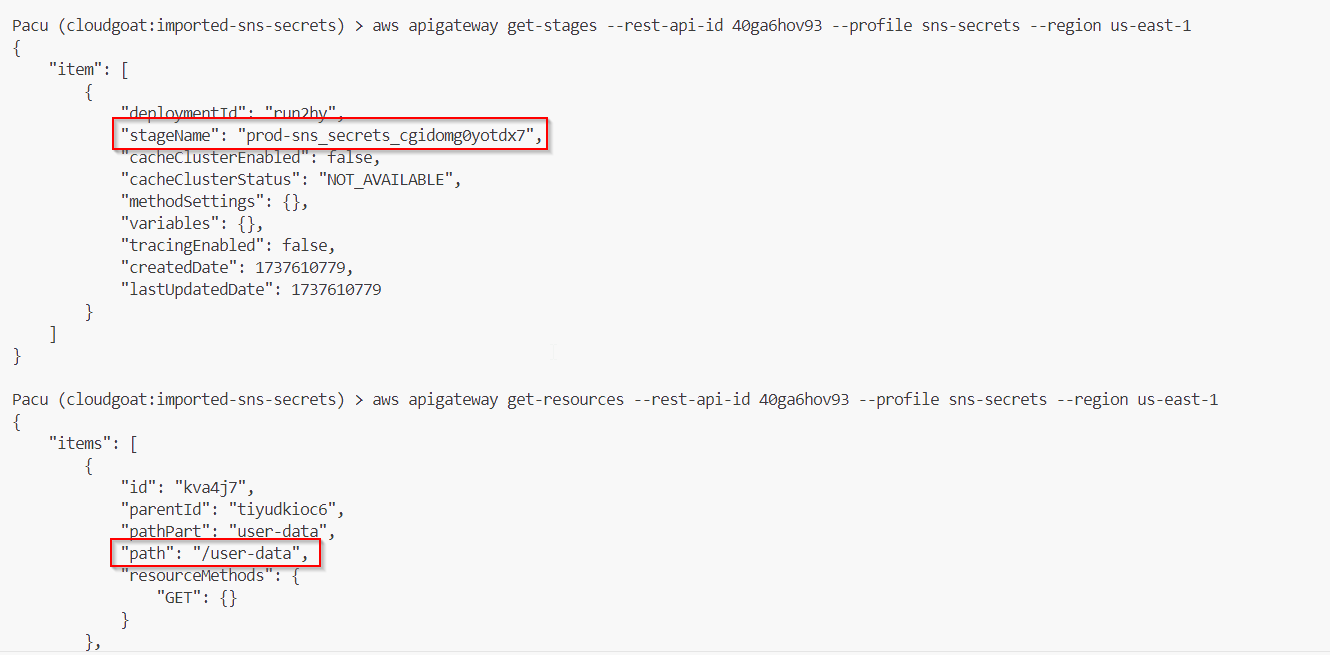 Pacu (cloudgoat:imported-sns-secrets) > aws apigateway get-stages --rest-api-id 40ga6hov93 --profile sns-secrets --region us-east-1
{
    "item": [
        {
            "deploymentId": "run2hy",
            "stageName": "prod-sns_secrets_cgidomg0yotdx7",
            "cacheClusterEnabled": false,
            "cacheClusterStatus": "NOT_AVAILABLE",
            "methodSettings": {},
            "variables": {},
            "tracingEnabled": false,
            "createdDate": 1737610779,
            "lastUpdatedDate": 1737610779
        }
    ]
}
Pacu (cloudgoat:imported-sns-secrets) > aws apigateway get-resources --rest-api-id 40ga6hov93 --profile sns-secrets --region us-east-1
{
    "items": [
        {
            "id": "kva4j7",
            "parentId": "tiyudkioc6",
            "pathPart": "user-data",
            "path": "/user-data",
            "resourceMethods": {
                "GET": {}
            }
        },